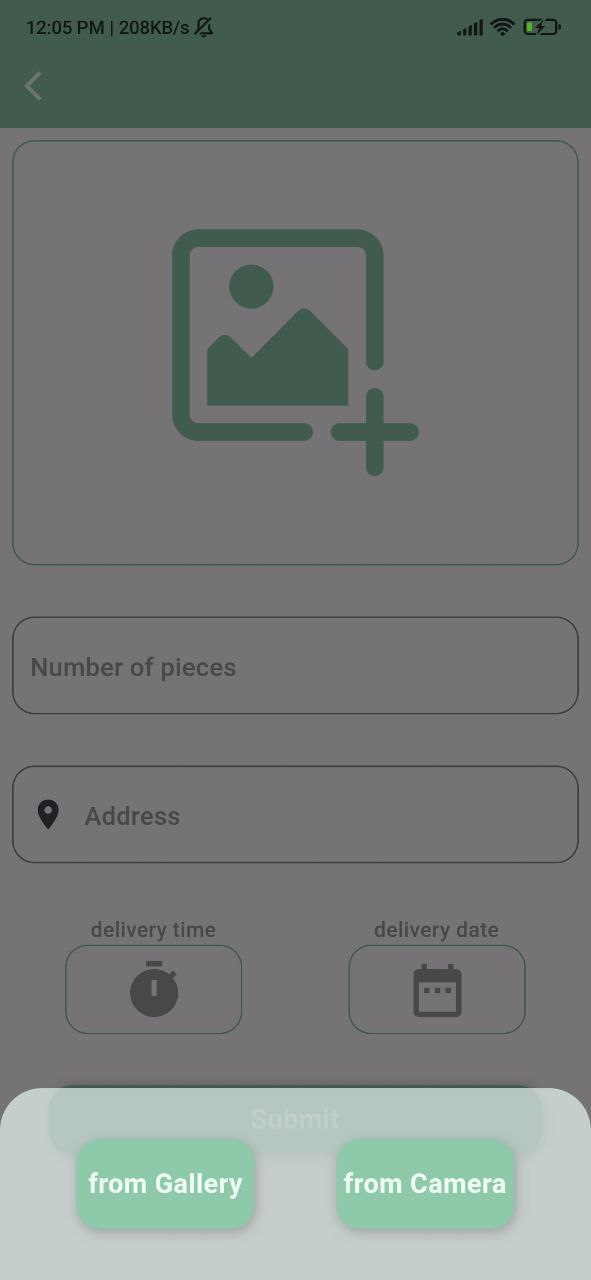 12:05 PM | 208KB/s
Number of pieces
Address
delivery time delivery date
Submit
from Gallery from Camera